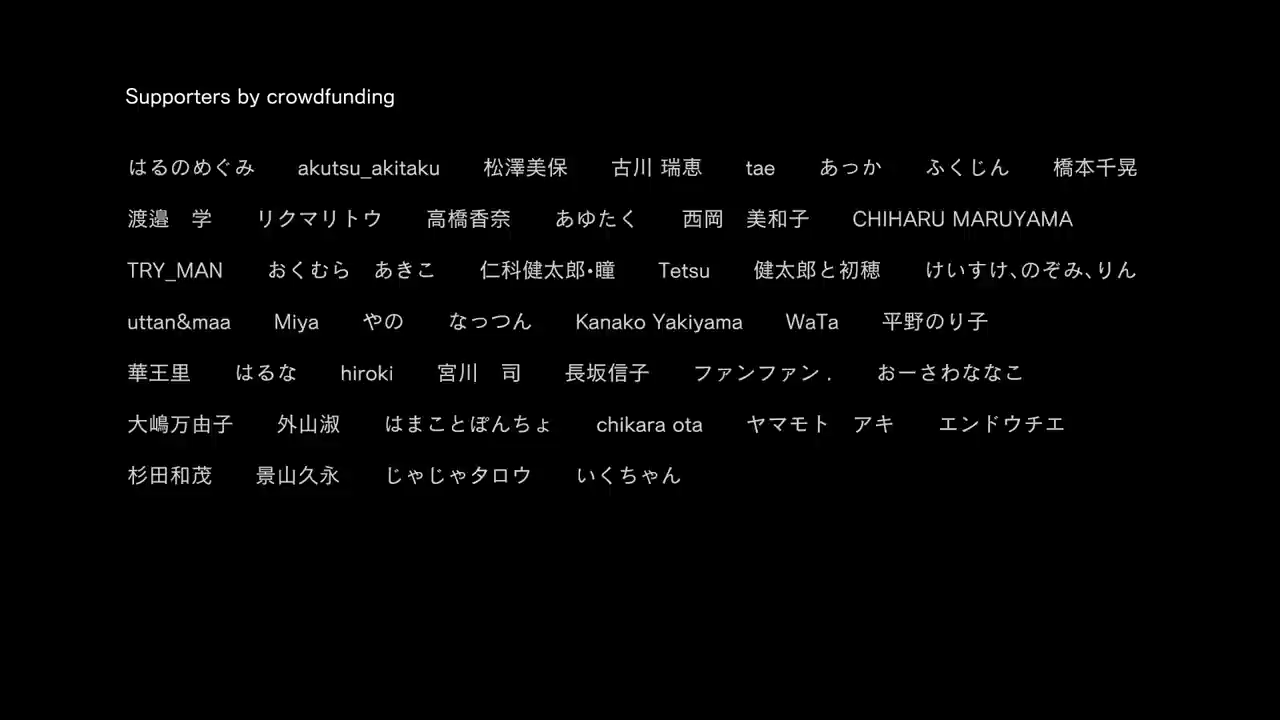 Supporters by crowdfunding
はるのめぐみ　akutsu_akitaku　松澤美保　古川 瑞恵　tae　あっか　ふくじん　橋本千晃
渡邉　学　リクマリトウ　高橋香奈　あゆたく　西岡　美和子　CHIHARU MARUYAMA
TRY_MAN　おくむら　あきこ　仁科健太郎・瞳　Tetsu　健太郎と初穂　けいすけ、のぞみ、りん
uttan&maa　Miya　やの　なっつん　Kanako Yakiyama　WaTa　平野のり子
華王里　はるな　hiroki　宮川　司　長坂信子　ファンファン .　おーさわななこ
大嶋万由子　外山淑　はまことぽんちょ　chikara ota　ヤマモト　アキ　エンドウチエ
杉田和茂　景山久永　じゃじゃタロウ　いくちゃん